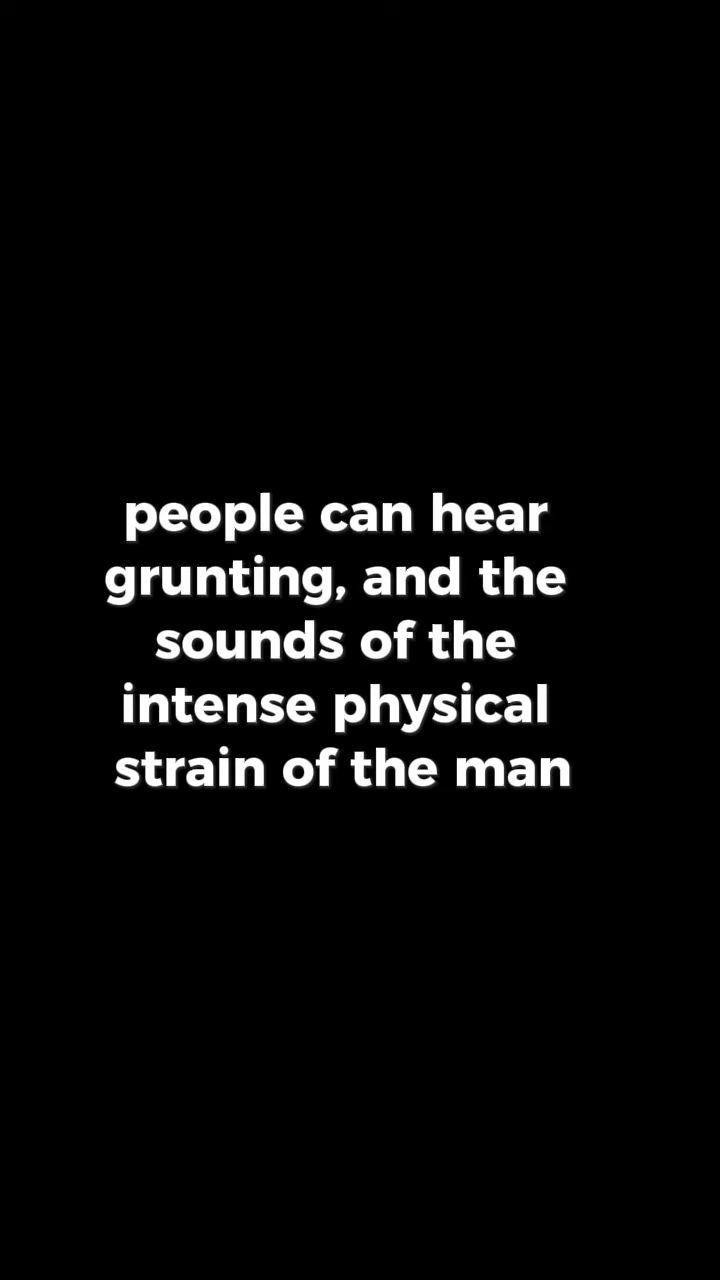 people can hear
grunting, and the
sounds of the
intense physical
strain of the man